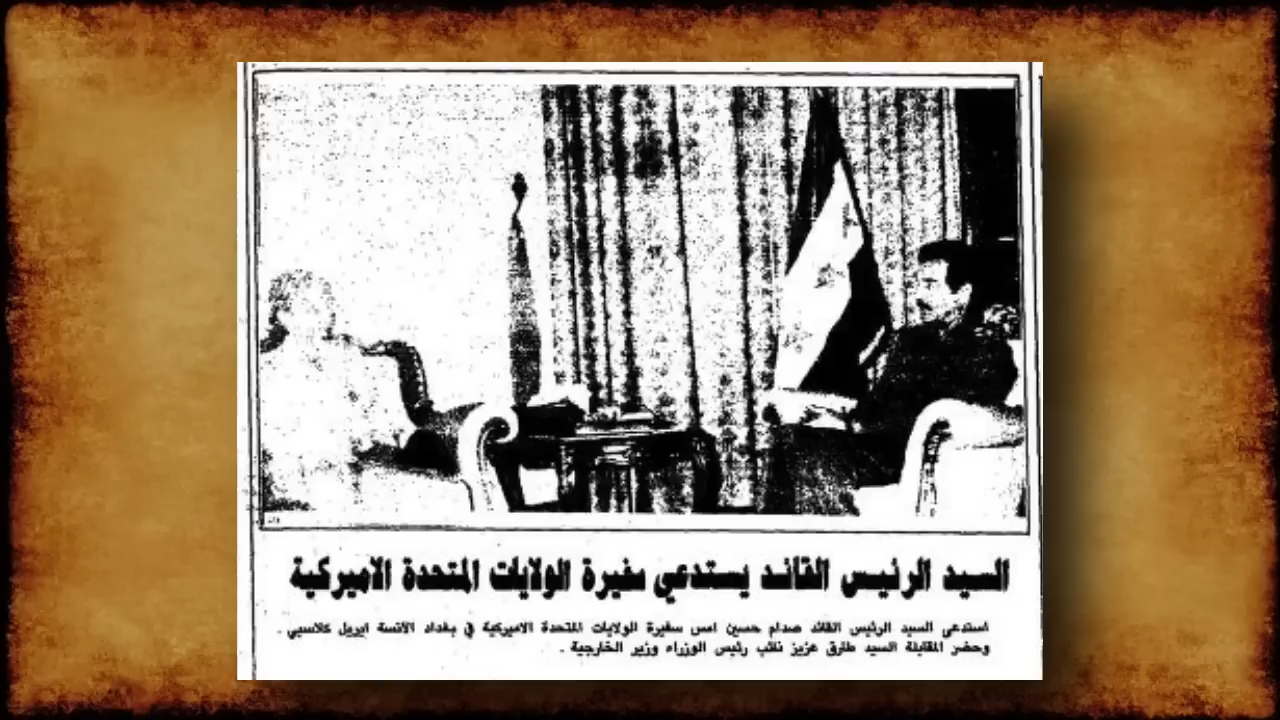 السيد الرئيس القائد يستدعي سفيرة الولايات المتحدة الاميركية
استدعى السيد الرئيس القائد صدام حسين امس سفيرة الولايات المتحدة الاميركية في بغداد الآنسة ابريل كلاسبي .
وحضر المقابلة السيد طارق عزيز نائب رئيس الوزراء وزير الخارجية .